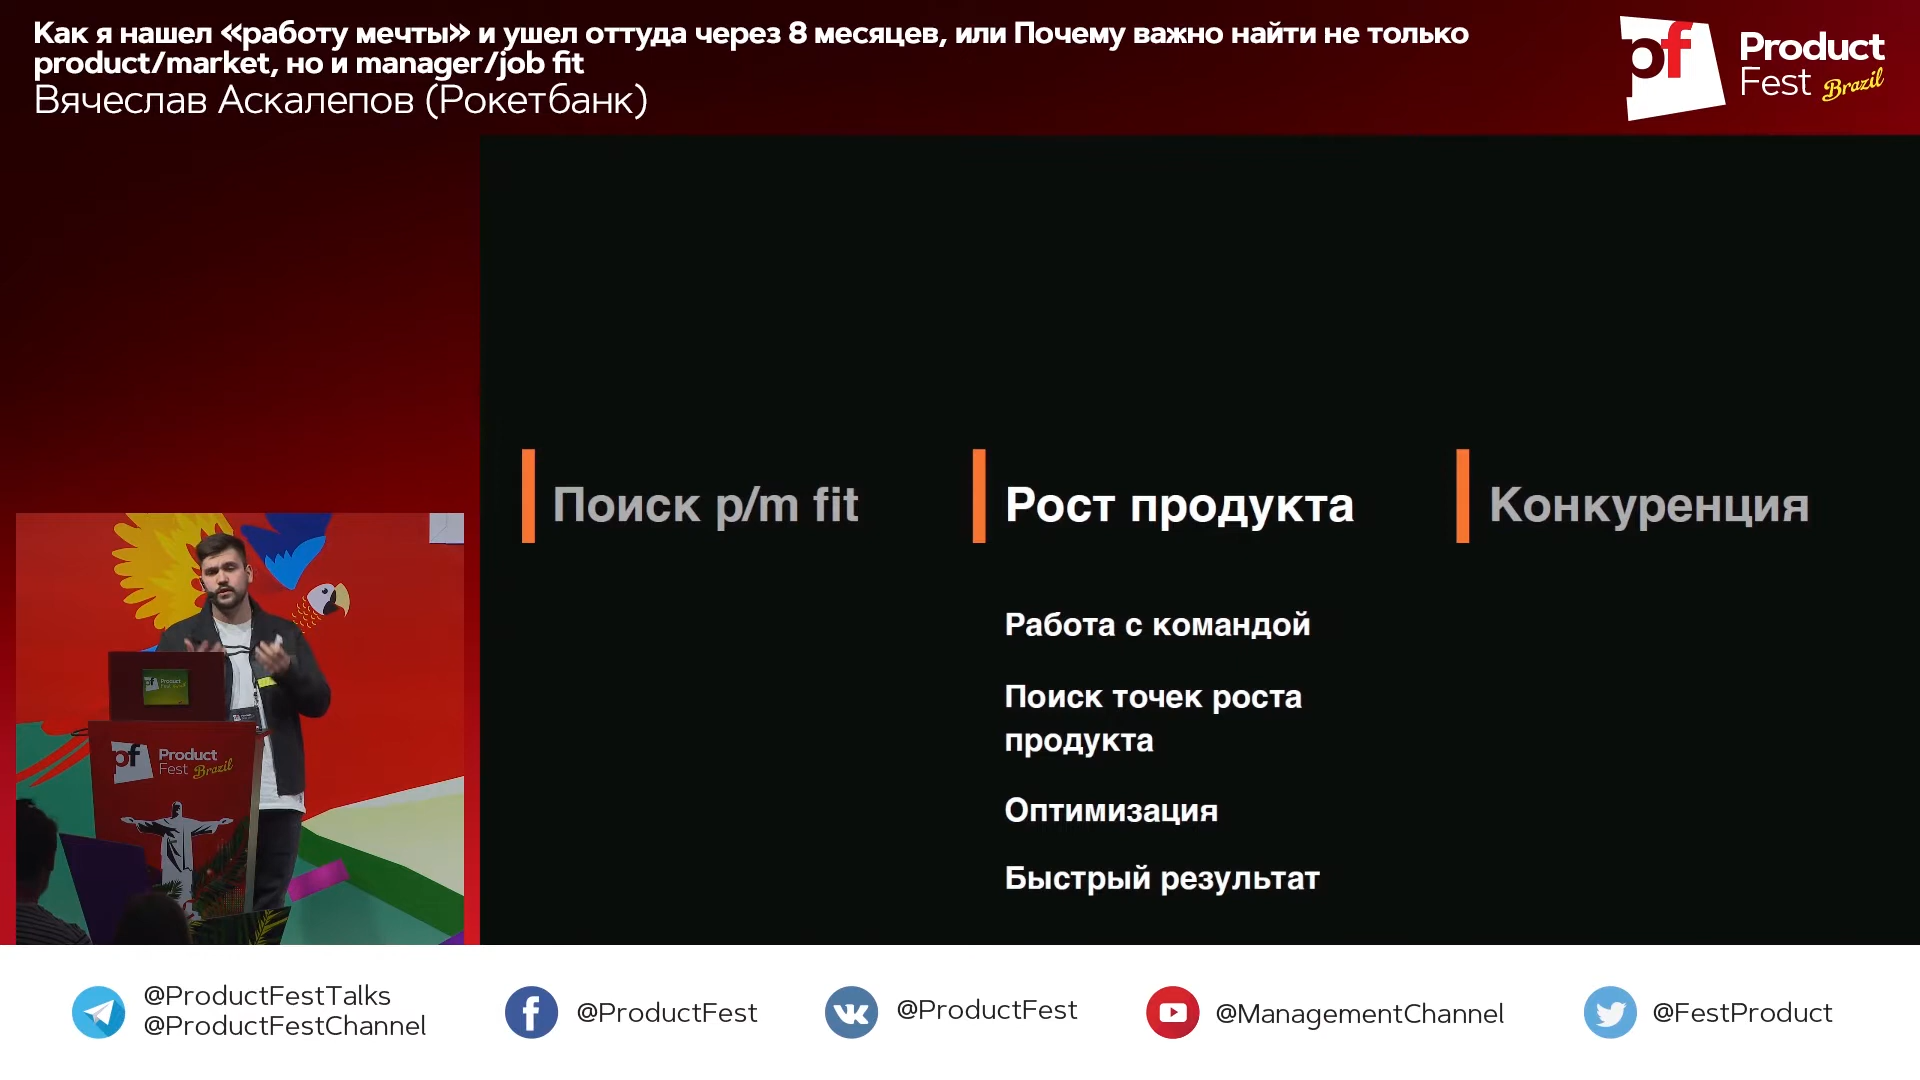 Как я нашел «работу мечты» и ушел оттуда через 8 месяцев, или Почему важно найти не только
product/market, но и manager/job fit
Вячеслав Аскалепов (Рокетбанк)
pf
Product
Fest Brazil
Поиск p/m fit
Рост продукта
Конкуренция
Работа с командой
Поиск точек роста
продукта
Оптимизация
Быстрый результат
pf
Product
Fest Brazil
@ProductFestTalks
@ProductFestChannel
@ProductFest
@ProductFest
@ManagementChannel
@FestProduct